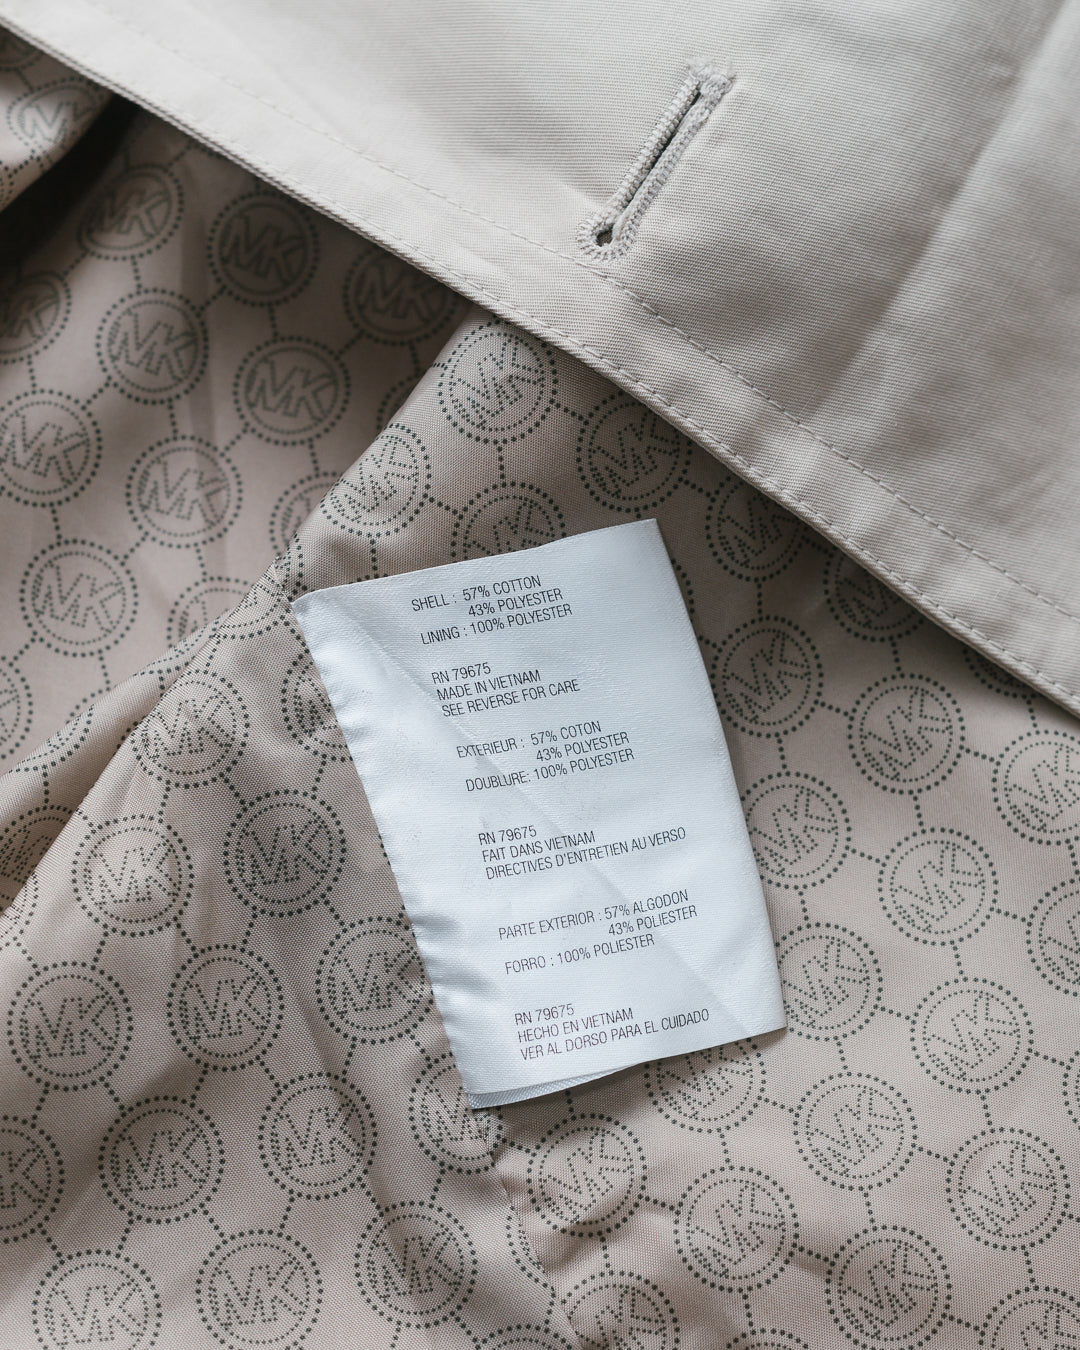 SHELL : 57% COTTON
43% POLYESTER
LINING : 100% POLYESTER
RN 79675
MADE IN VIETNAM
SEE REVERSE FOR CARE
EXTERIEUR : 57% COTON
43% POLYESTER
DOUBLURE: 100% POLYESTER
RN 79675
FAIT DANS VIETNAM
DIRECTIVES D'ENTRETIEN AU VERSO
PARTE EXTERIOR : 57% ALGODON
43% POLIESTER
FORRO : 100% POLIESTER
RN 79675
HECHO EN VIETNAM
VER AL DORSO PARA EL CUIDADO
MK